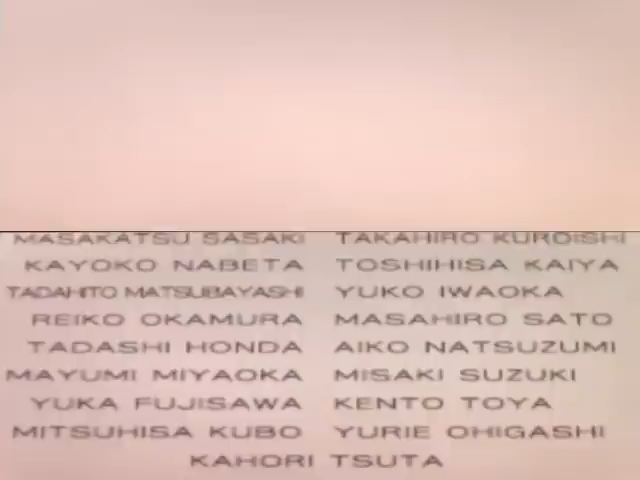 MASAKATSU SASAKI TAKAHIRO KUROISHI
KAYOKO NABETA TOSHIHISA KAIYA
TADAHITO MATSUBAYASHI YUKO IWAOKA
REIKO OKAMURA MASAHIRO SATO
TADASHI HONDA AIKO NATSUZUMI
MAYUMI MIYAOKA MISAKI SUZUKI
YUKA FUJISAWA KENTO TOYA
MITSUHISA KUBO YURIE OHIGASHI
KAHORI TSUTA